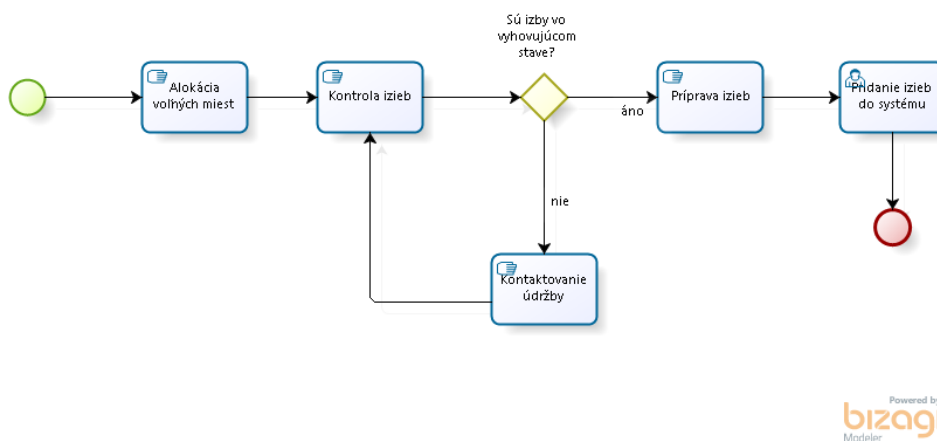 Sú izby vo
vyhovujúcom
stave?
Alokácia
voľných miest
Kontrola izieb
áno
Príprava izieb
Pridanie izieb
do systému
nie
Kontaktovanie
údržby
Powered by
bizagi
Modeler